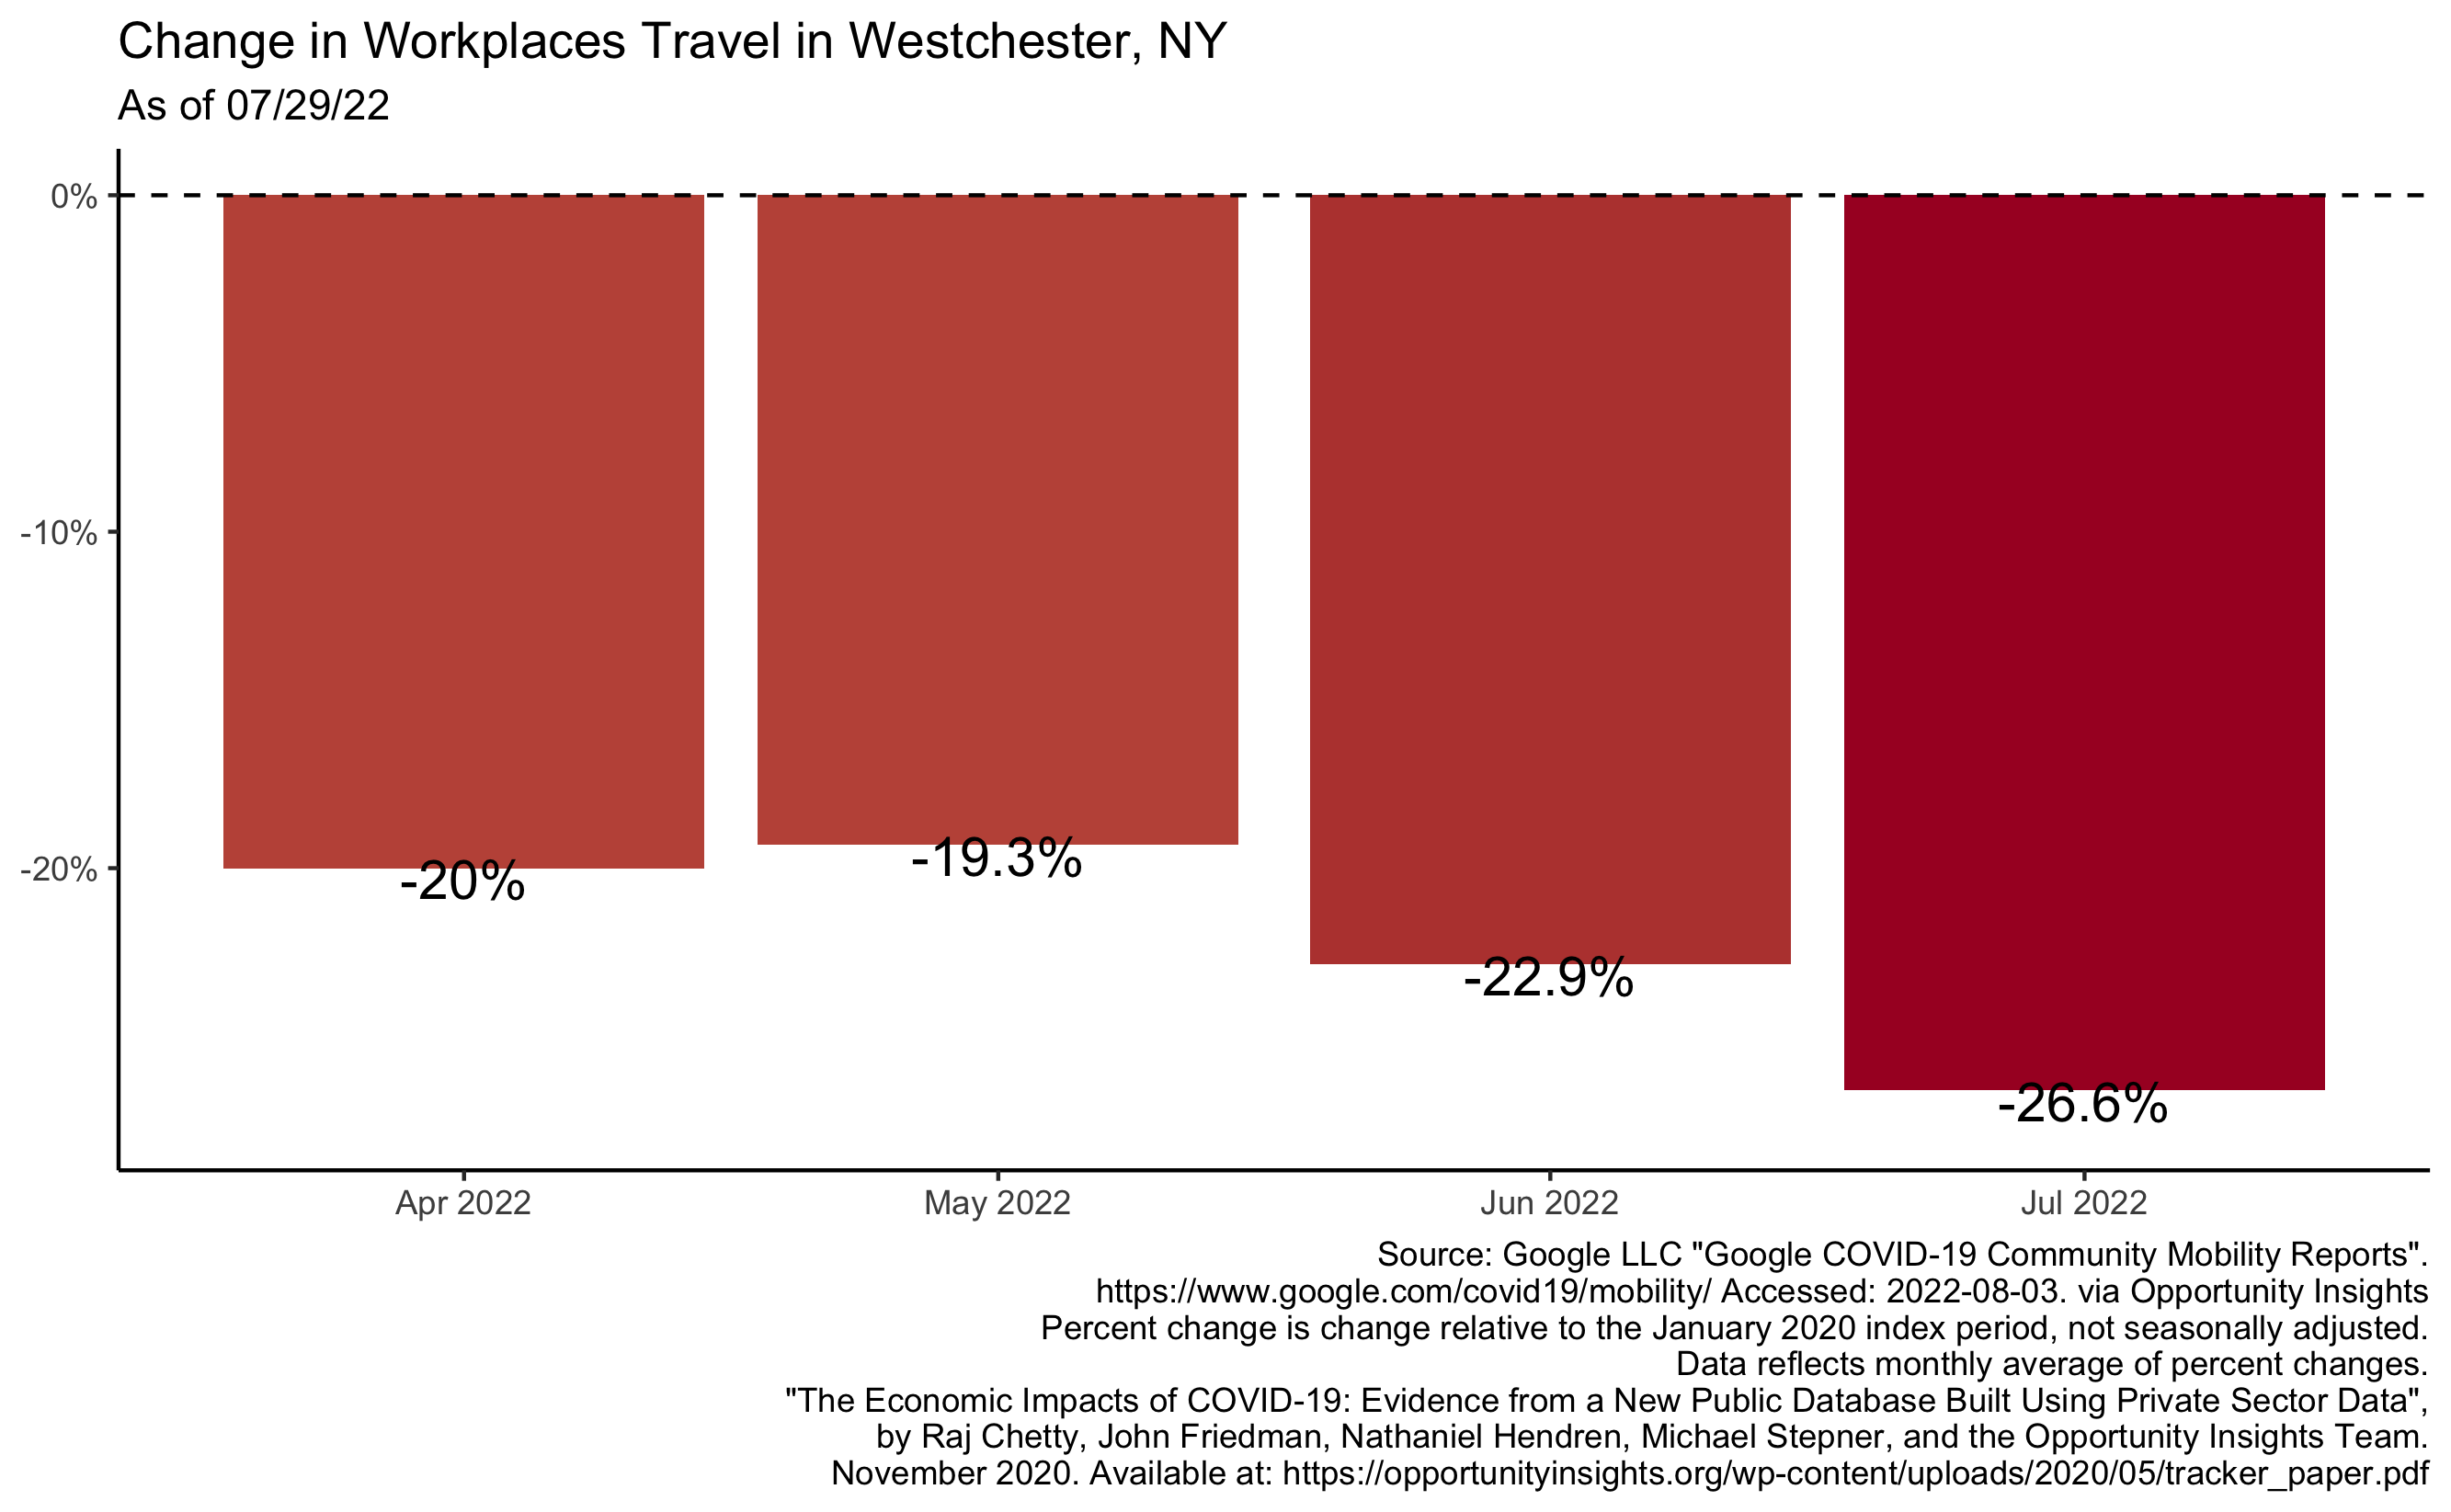 Change in Workplaces Travel in Westchester, NY
As of 07/29/22
0%
-10%
-20%
-20%
-19.3%
-22.9%
-26.6%
Apr 2022
May 2022
Jun 2022
Jul 2022
Source: Google LLC "Google COVID-19 Community Mobility Reports".
https://www.google.com/covid19/mobility/ Accessed: 2022-08-03. via Opportunity Insights
Percent change is change relative to the January 2020 index period, not seasonally adjusted.
Data reflects monthly average of percent changes.
"The Economic Impacts of COVID-19: Evidence from a New Public Database Built Using Private Sector Data",
by Raj Chetty, John Friedman, Nathaniel Hendren, Michael Stepner, and the Opportunity Insights Team.
November 2020. Available at: https://opportunityinsights.org/wp-content/uploads/2020/05/tracker_paper.pdf